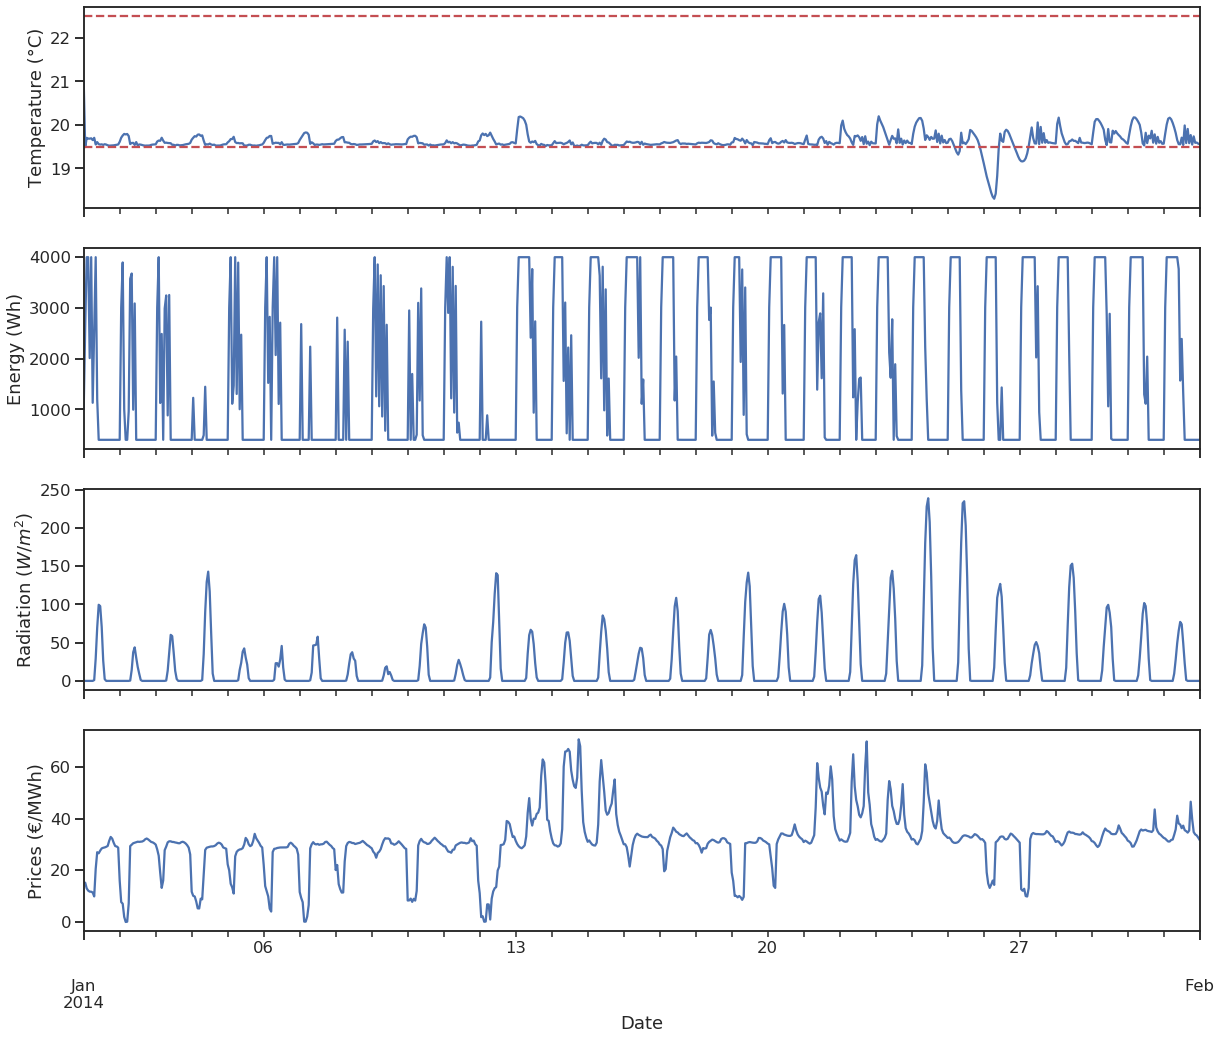 Temperature (°C)
22
21
20
19
Energy (Wh)
4000
3000
2000
1000
Radiation (W/m²)
250
200
150
100
50
0
Prices (€/MWh)
60
40
20
0
06 13 20 27
Jan Feb
2014
Date